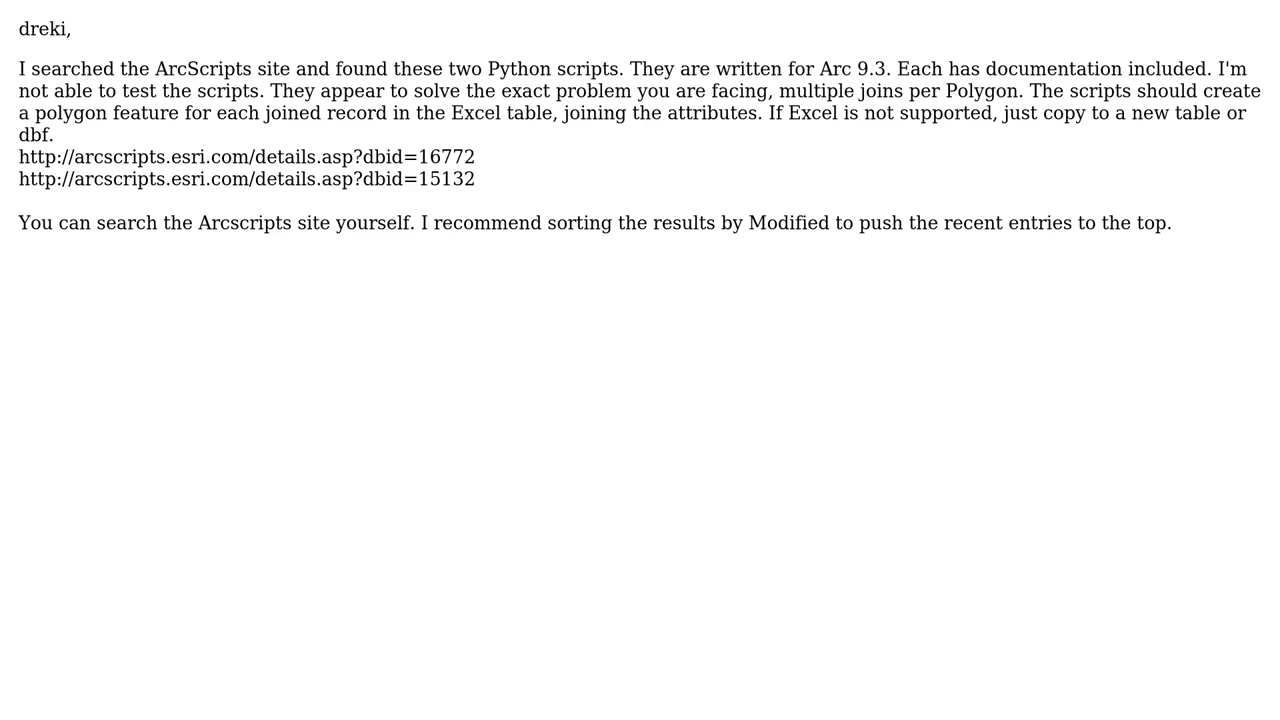 dreki,
I searched the ArcScripts site and found these two Python scripts. They are written for Arc 9.3. Each has documentation included. I'm
not able to test the scripts. They appear to solve the exact problem you are facing, multiple joins per Polygon. The scripts should create
a polygon feature for each joined record in the Excel table, joining the attributes. If Excel is not supported, just copy to a new table or
dbf.
http://arcscripts.esri.com/details.asp?dbid=16772
http://arcscripts.esri.com/details.asp?dbid=15132
You can search the Arcscripts site yourself. I recommend sorting the results by Modified to push the recent entries to the top.